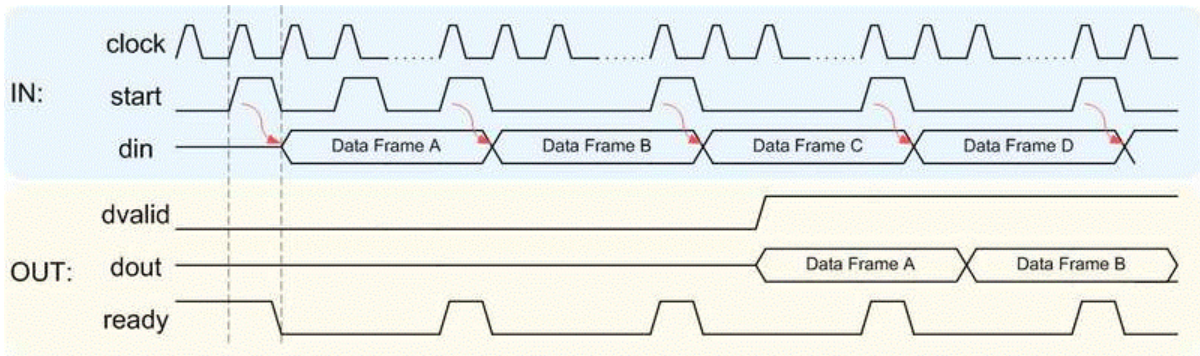 clock
IN:
start
din
Data Frame A
Data Frame B
Data Frame C
Data Frame D
dvalid
OUT:
dout
Data Frame A
Data Frame B
ready